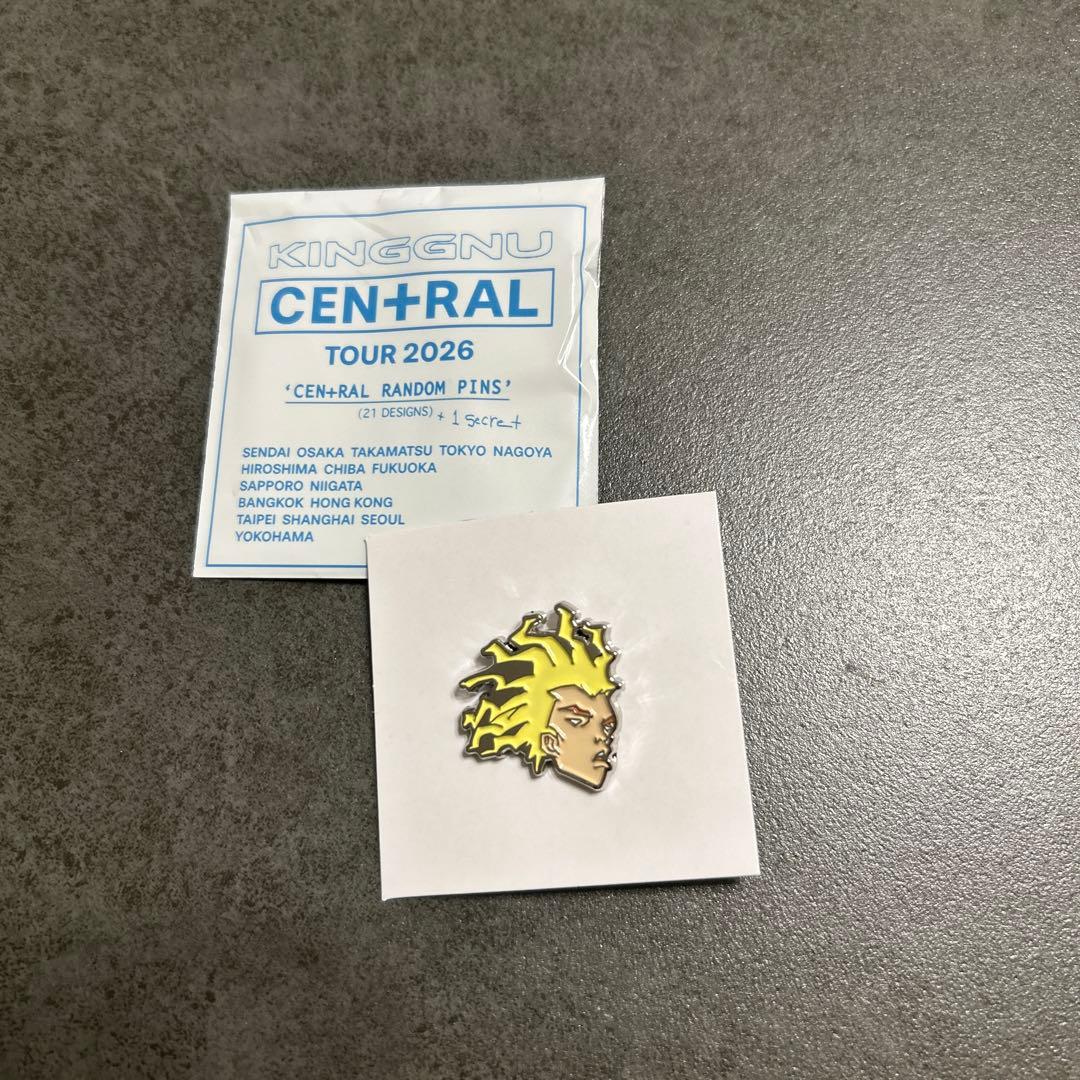 KINGGNU
CEN+RAL
TOUR 2026
'CEN+RAL RANDOM PINS'
(21 DESIGNS) + 1 secret
SENDAI OSAKA TAKAMATSU TOKYO NAGOYA
HIROSHIMA CHIBA FUKUOKA
SAPPORO NIIGATA
BANGKOK HONG KONG
TAIPEI SHANGHAI SEOUL
YOKOHAMA